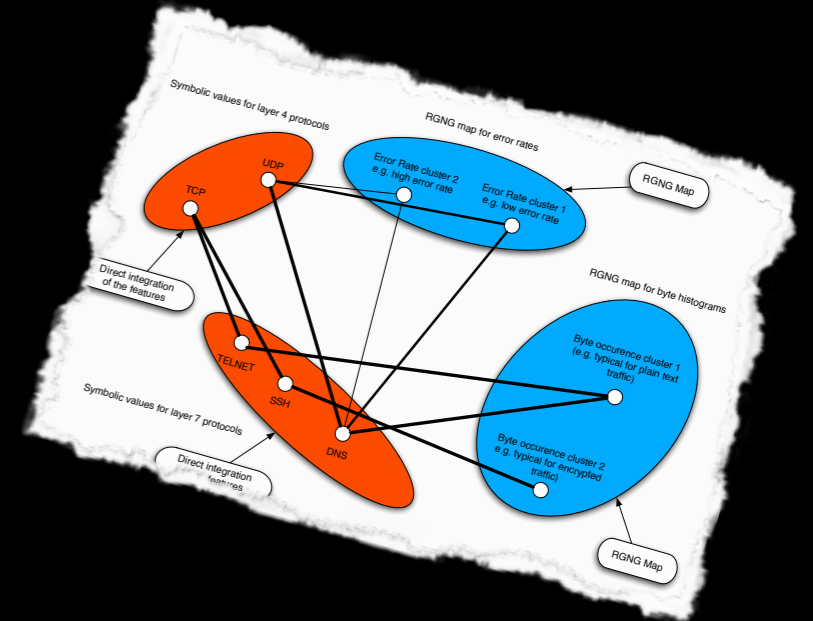 Symbolic values for layer 4 protocols
RGNG map for error rates
UDP
TCP
Error Rate cluster 2
e.g. high error rate
Error Rate cluster 1
e.g. low error rate
RGNG Map
Direct integration
of the features
RGNG map for byte histograms
Byte occurence cluster 1
(e.g. typical for plain text
traffic)
TELNET
SSH
DNS
Symbolic values for layer 7 protocols
Direct integration
features
Byte occurence cluster 2
e.g. typical for encrypted
traffic)
RGNG Map